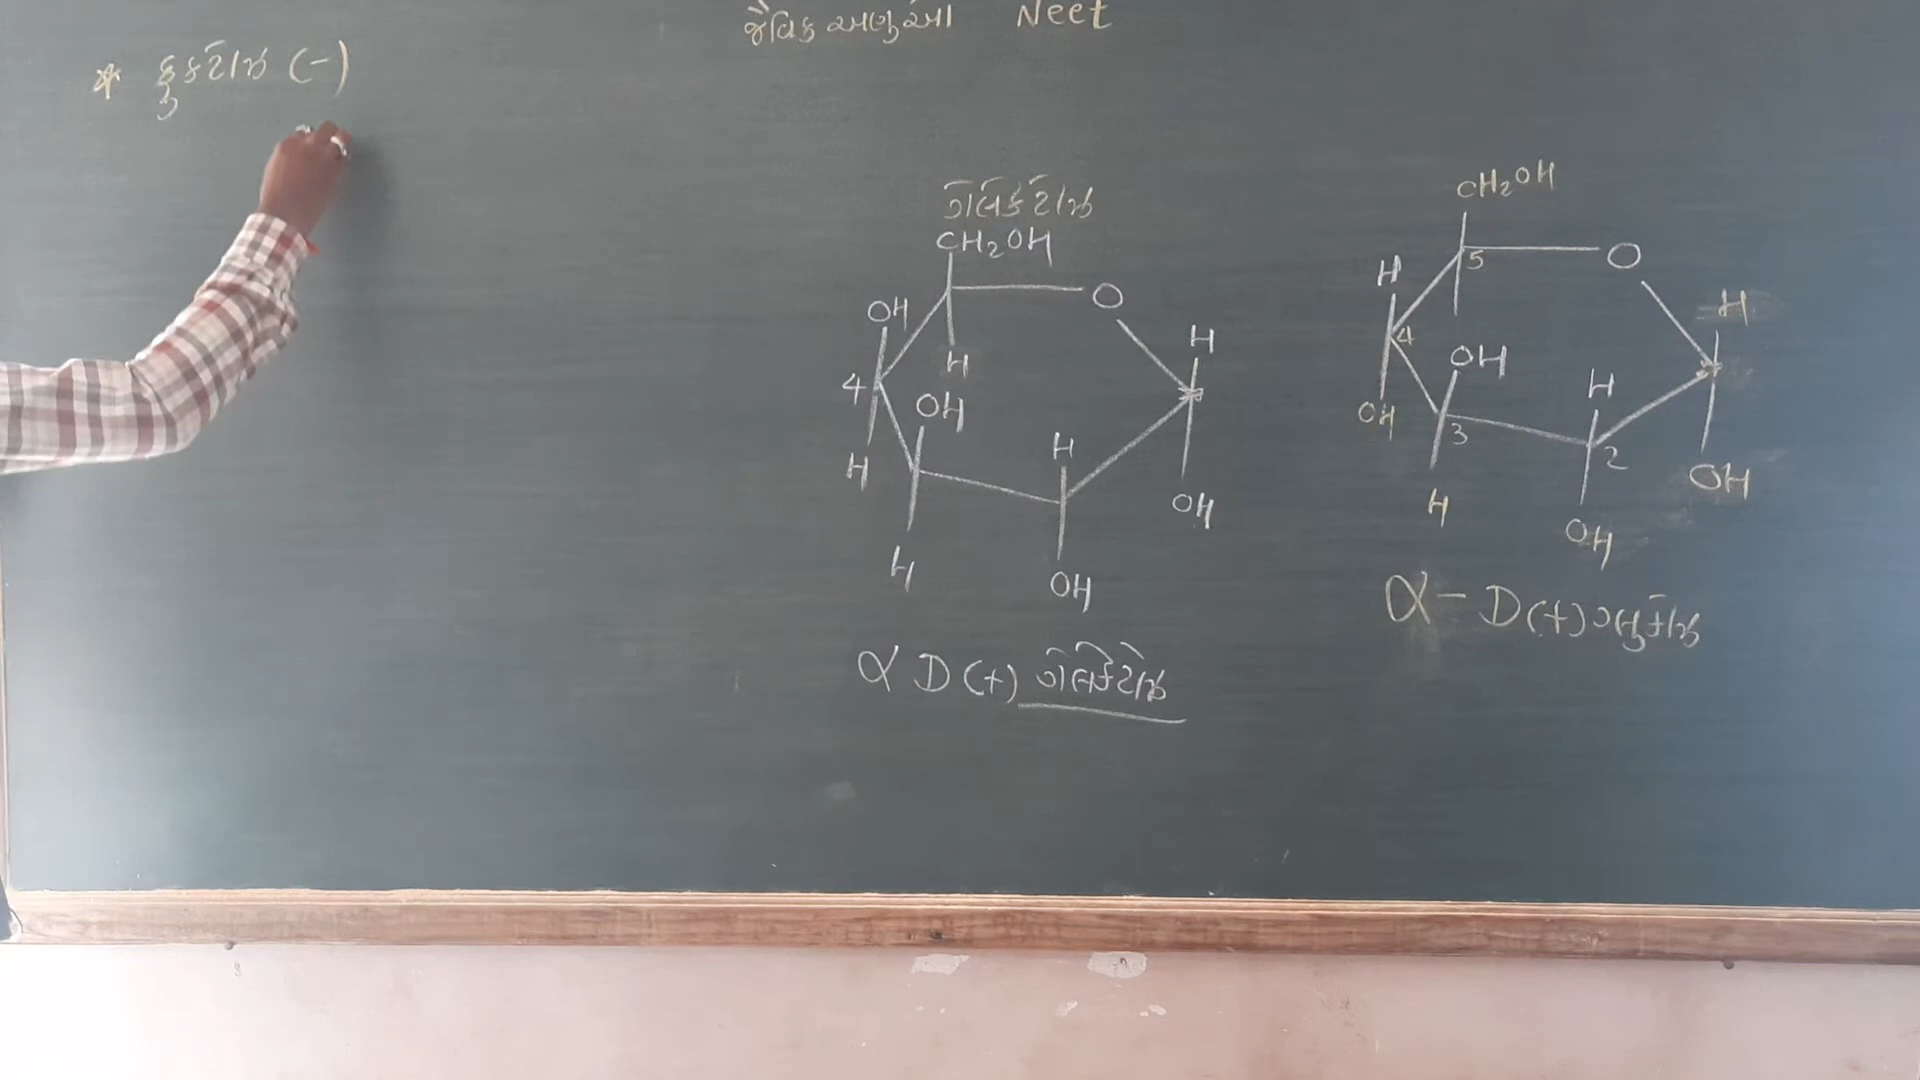 જૈવિક અણુઓ Neet
* ફ્રુક્ટોઝ (-)
ગેલેક્ટોઝ
CH₂OH
O
OH
H
H
4
OH
H
H
H
OH
OH
α D (+) ગેલેક્ટોઝ
CH₂OH
5
O
H
H
4
OH
H
OH
3
2
OH
H
OH
α- D(+) ગ્લુકોઝ